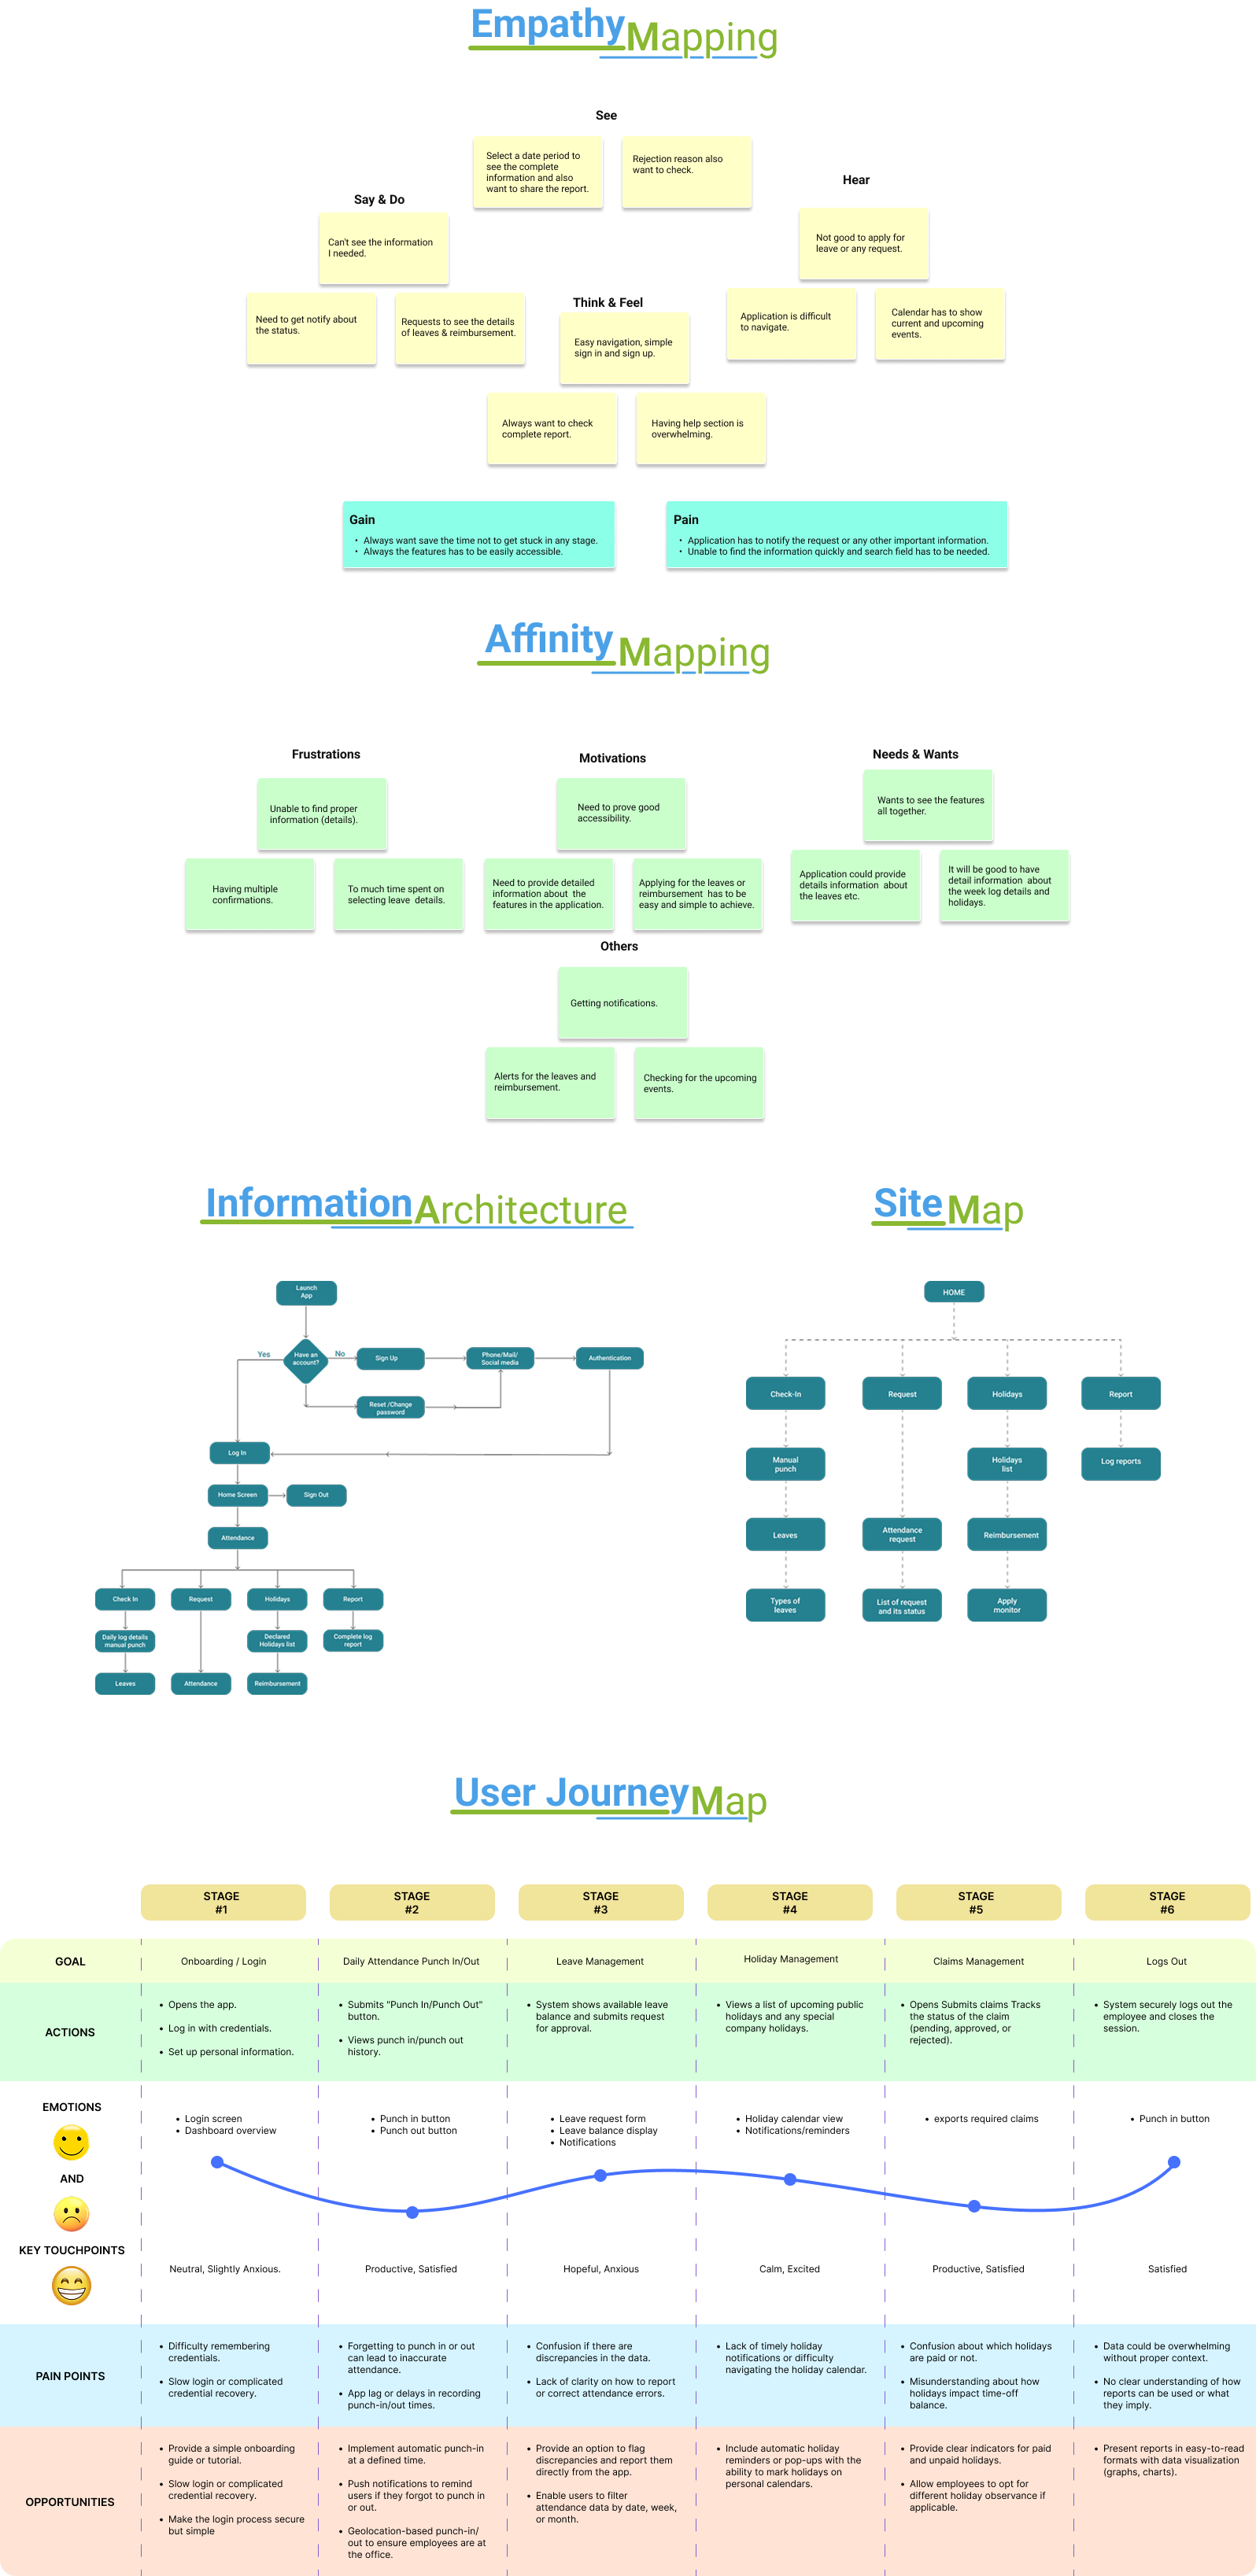 Empathy Mapping
See
Select a date period to
see the complete
information and also
want to share the report.
Rejection reason also
want to check.
Say & Do
Can't see the information
I needed.
Need to get notify about
the status.
Requests to see the details
of leaves & reimbursement.
Hear
Not good to apply for
leave or any request.
Application is difficult
to navigate.
Calendar has to show
current and upcoming
events.
Think & Feel
Easy navigation, simple
sign in and sign up.
Always want to check
complete report.
Having help section is
overwhelming.
Gain
• Always want save the time not to get stuck in any stage.
• Always the features has to be easily accessible.
Pain
• Application has to notify the request or any other important information.
• Unable to find the information quickly and search field has to be needed.
Affinity Mapping
Frustrations
Unable to find proper
information (details).
Having multiple
confirmations.
To much time spent on
selecting leave details.
Motivations
Need to prove good
accessibility.
Need to provide detailed
information about the
features in the application.
Applying for the leaves or
reimbursement has to be
easy and simple to achieve.
Needs & Wants
Wants to see the features
all together.
Application could provide
details information about
the leaves etc.
It will be good to have
detail information about
the week log details and
holidays.
Others
Getting notifications.
Alerts for the leaves and
reimbursement.
Checking for the upcoming
events.
Information Architecture
Launch
App
Have an
account?
Yes
No
Sign Up
Phone/Mail/
Social media
Authentication
Reset /Change
password
Log In
Home Screen
Sign Out
Attendance
Check In
Request
Holidays
Report
Daily log details
manual punch
Declared
Holidays list
Complete log
report
Leaves
Attendance
Reimbursement
Site Map
HOME
Check-In
Request
Holidays
Report
Manual
punch
Holidays
list
Log reports
Leaves
Attendance
request
Reimbursement
Types of
leaves
List of request
and its status
Apply
monitor
User Journey Map
STAGE
#1
STAGE
#2
STAGE
#3
STAGE
#4
STAGE
#5
STAGE
#6
GOAL
Onboarding / Login
Daily Attendance Punch In/Out
Leave Management
Holiday Management
Claims Management
Logs Out
ACTIONS
• Opens the app.
• Log in with credentials.
• Set up personal information.
• Submits "Punch In/Punch Out"
button.
• Views punch in/punch out
history.
• System shows available leave
balance and submits request
for approval.
• Views a list of upcoming public
holidays and any special
company holidays.
• Opens Submits claims Tracks
the status of the claim
(pending, approved, or
rejected).
• System securely logs out the
employee and closes the
session.
EMOTIONS
AND
KEY TOUCHPOINTS
• Login screen
• Dashboard overview
• Punch in button
• Punch out button
• Leave request form
• Leave balance display
• Notifications
• Holiday calendar view
• Notifications/reminders
• exports required claims
• Punch in button
Neutral, Slightly Anxious.
Productive, Satisfied
Hopeful, Anxious
Calm, Excited
Productive, Satisfied
Satisfied
PAIN POINTS
• Difficulty remembering
credentials.
• Slow login or complicated
credential recovery.
• Forgetting to punch in or out
can lead to inaccurate
attendance.
• App lag or delays in recording
punch-in/out times.
• Confusion if there are
discrepancies in the data.
• Lack of clarity on how to report
or correct attendance errors.
• Lack of timely holiday
notifications or difficulty
navigating the holiday calendar.
• Confusion about which holidays
are paid or not.
• Misunderstanding about how
holidays impact time-off
balance.
• Data could be overwhelming
without proper context.
• No clear understanding of how
reports can be used or what
they imply.
OPPORTUNITIES
• Provide a simple onboarding
guide or tutorial.
• Slow login or complicated
credential recovery.
• Make the login process secure
but simple
• Implement automatic punch-in
at a defined time.
• Push notifications to remind
users if they forgot to punch in
or out.
• Geolocation-based punch-in/
out to ensure employees are at
the office.
• Provide an option to flag
discrepancies and report them
directly from the app.
• Enable users to filter
attendance data by date, week,
or month.
• Include automatic holiday
reminders or pop-ups with the
ability to mark holidays on
personal calendars.
• Provide clear indicators for paid
and unpaid holidays.
• Allow employees to opt for
different holiday observance if
applicable.
• Present reports in easy-to-read
formats with data visualization
(graphs, charts).